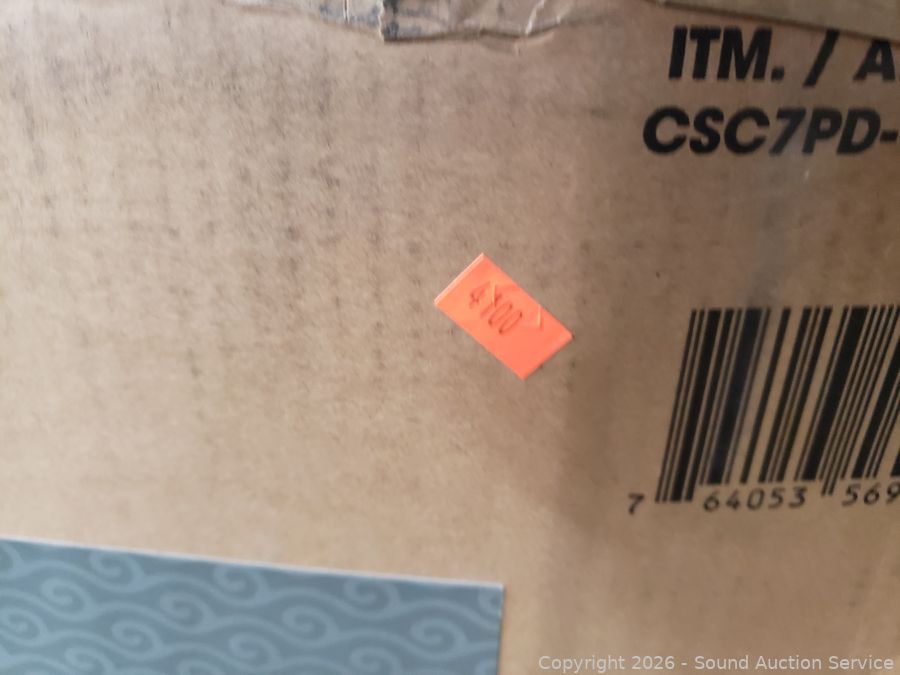 ITM. / A
CSC7PD-
4100
7 64053 569
Copyright 2026 - Sound Auction Service